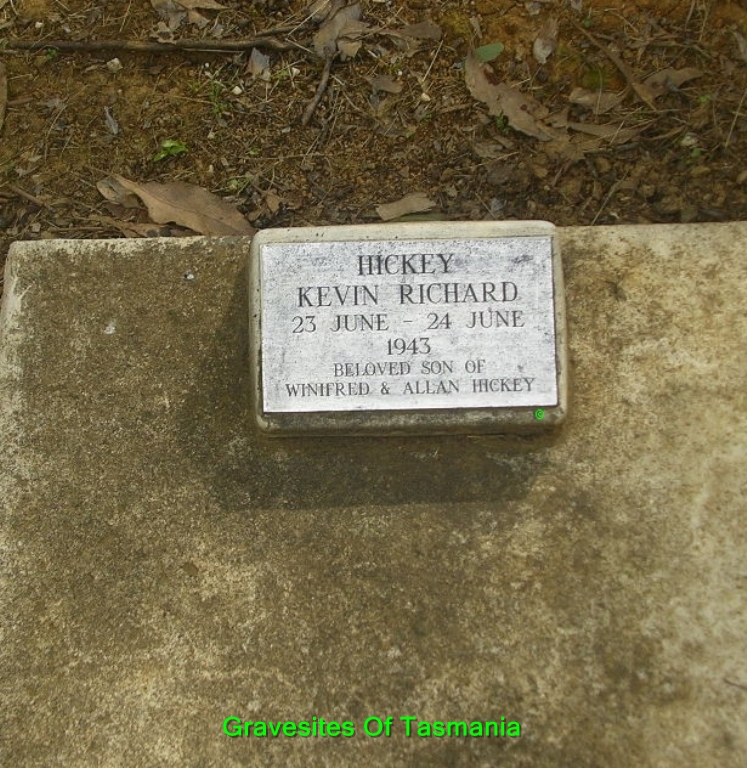 HICKEY
KEVIN RICHARD
23 JUNE - 24 JUNE
1943
BELOVED SON OF
WINIFRED & ALLAN HICKEY
Gravesites Of Tasmania